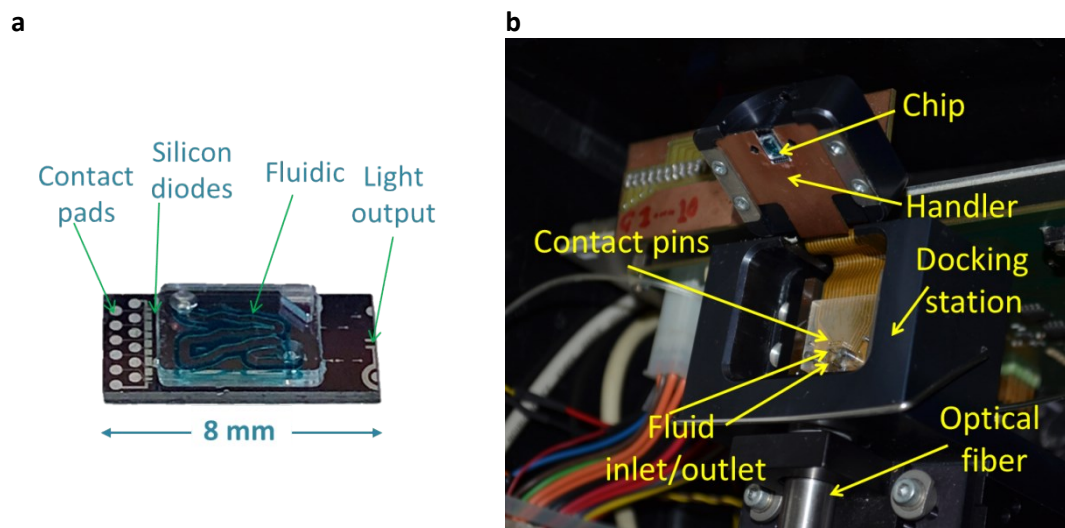 a
b
Silicon
diodes
Contact
pads
Fluidic
Light
output
8 mm
Chip
Handler
Contact pins
Docking
station
Fluid
inlet/outlet
Optical
fiber